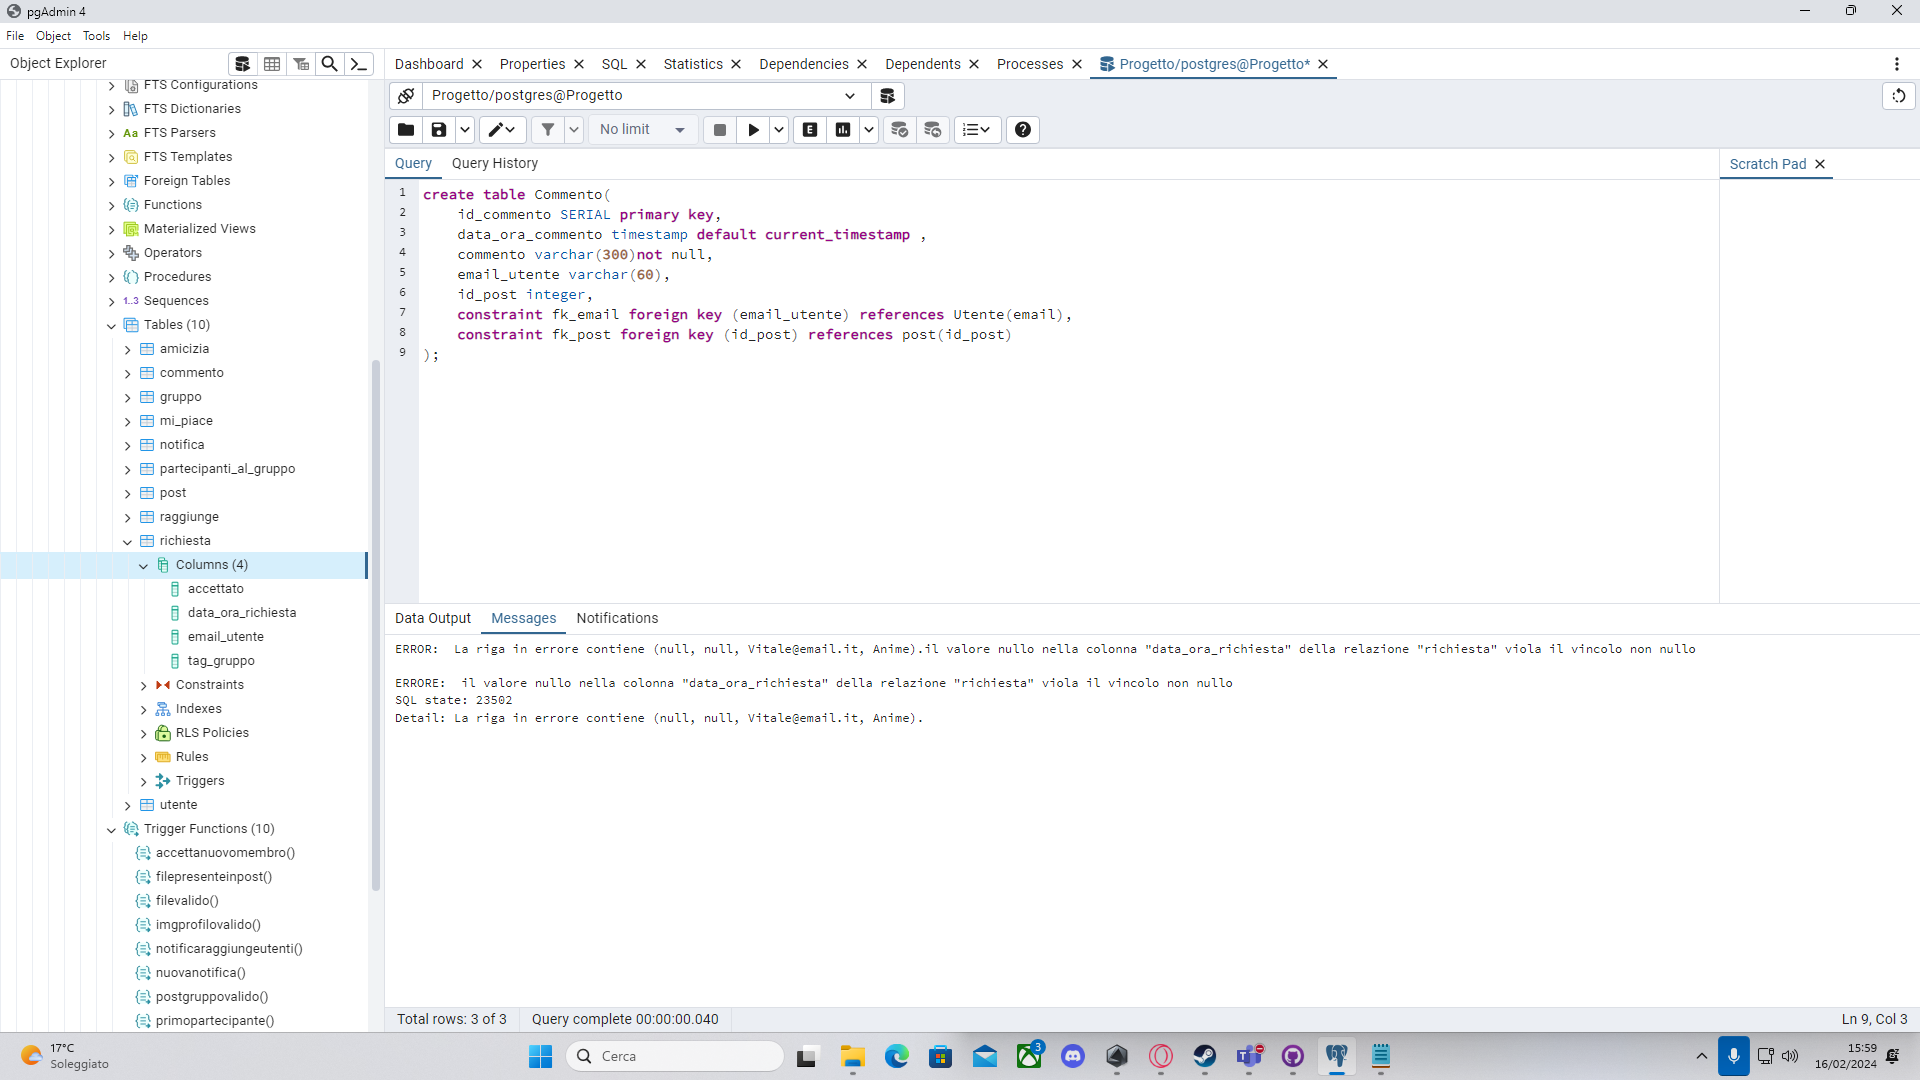 pgAdmin 4
File Object Tools Help
Object Explorer
FTS Configurations
FTS Dictionaries
Aa FTS Parsers
FTS Templates
Foreign Tables
Functions
Materialized Views
Operators
Procedures
1..3 Sequences
Tables (10)
amicizia
commento
gruppo
mi_piace
notifica
partecipanti_al_gruppo
post
raggiunge
richiesta
Columns (4)
accettato
data_ora_richiesta
email_utente
tag_gruppo
Constraints
Indexes
RLS Policies
Rules
Triggers
utente
Trigger Functions (10)
accettanuovomembro()
filepresenteinpost()
filevalido()
imgprofilovalido()
notificaraggiungeutenti()
nuovanotifica()
postgruppovalido()
primopartecipante()
Dashboard Properties SQL Statistics Dependencies Dependents Processes Progetto/postgres@Progetto*
Progetto/postgres@Progetto
No limit E
Query Query History
Scratch Pad
1 create table Commento(
2 id_commento SERIAL primary key,
3 data_ora_commento timestamp default current_timestamp ,
4 commento varchar(300)not null,
5 email_utente varchar(60),
6 id_post integer,
7 constraint fk_email foreign key (email_utente) references Utente(email),
8 constraint fk_post foreign key (id_post) references post(id_post)
9 );
Data Output Messages Notifications
ERROR: La riga in errore contiene (null, null, Vitale@email.it, Anime).il valore nullo nella colonna "data_ora_richiesta" della relazione "richiesta" viola il vincolo non nullo
ERRORE: il valore nullo nella colonna "data_ora_richiesta" della relazione "richiesta" viola il vincolo non nullo
SQL state: 23502
Detail: La riga in errore contiene (null, null, Vitale@email.it, Anime).
Total rows: 3 of 3 Query complete 00:00:00.040 Ln 9, Col 3
17°C
Soleggiato
Cerca
3
15:59
16/02/2024